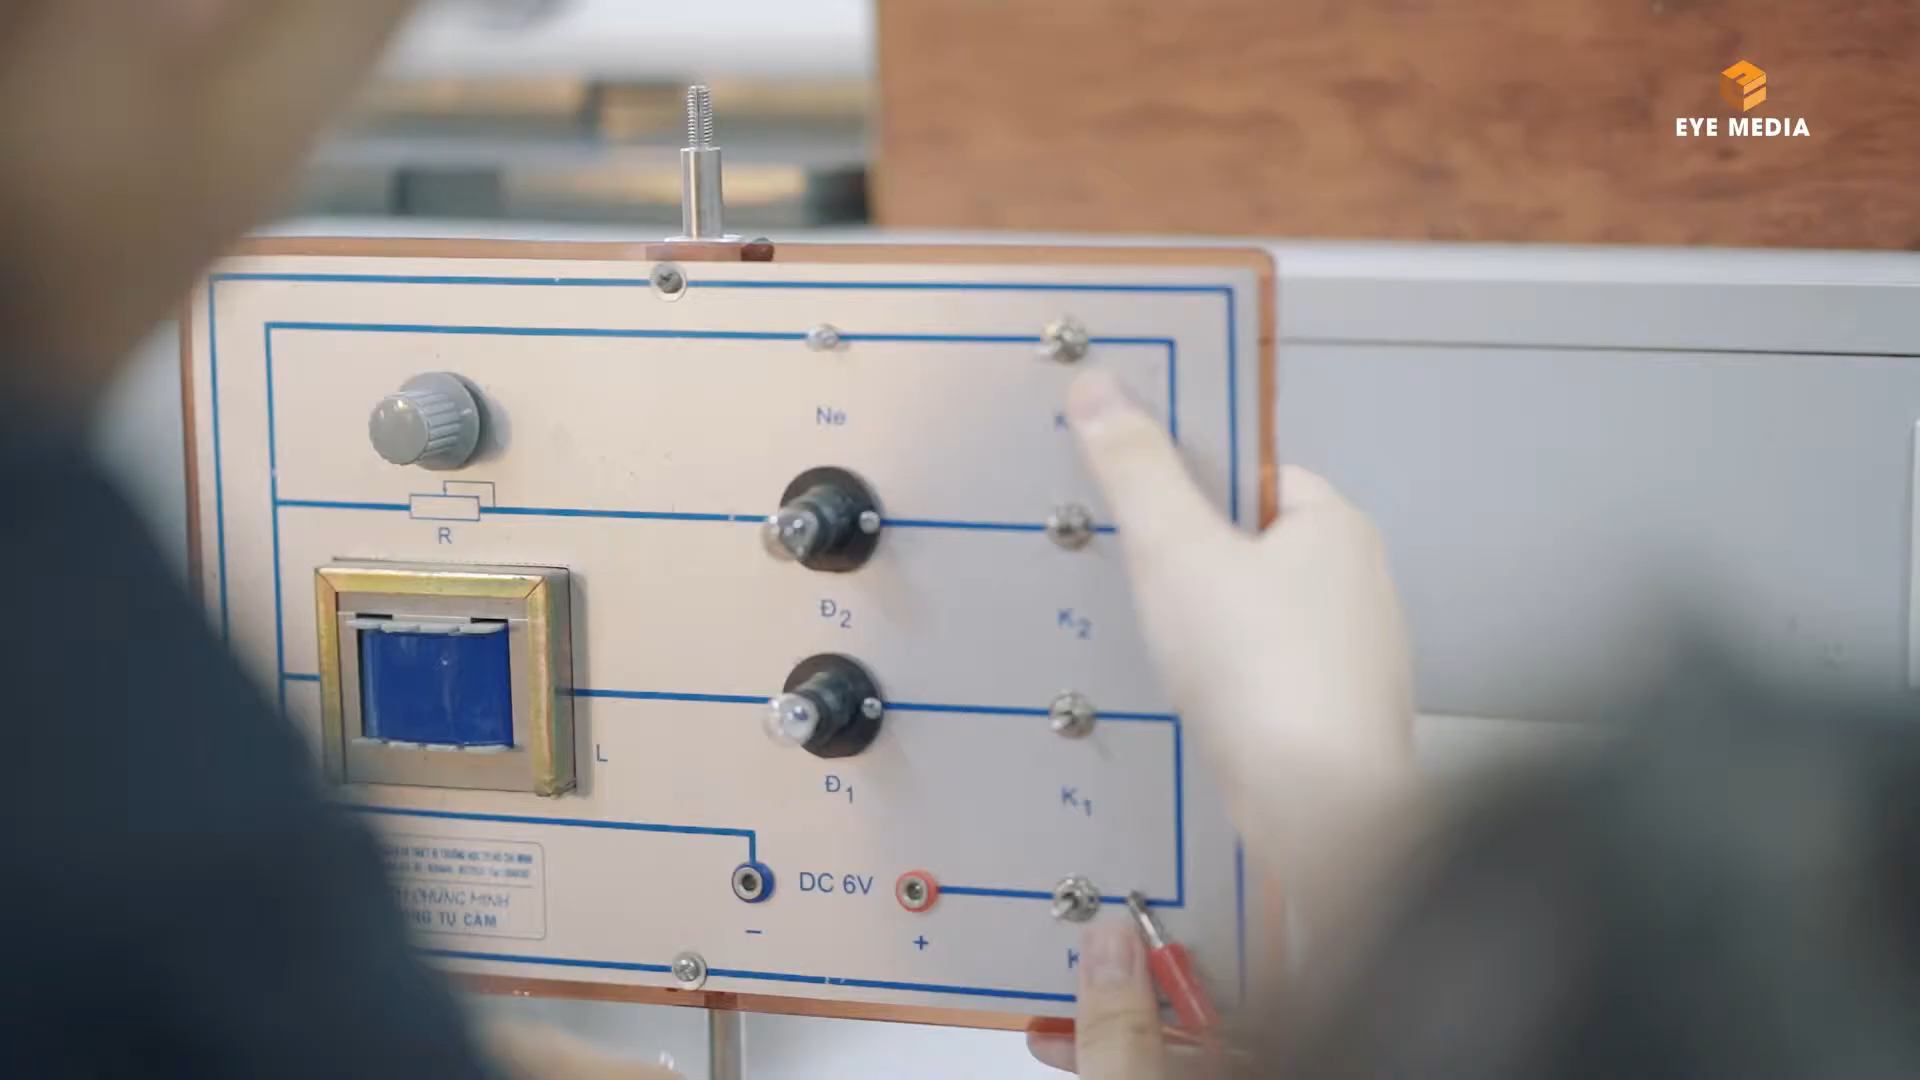 EYE MEDIA
Ne
K
R
Đ2
K2
L
Đ1
K1
DC 6V
- +
K
CHỨNG MINH
TỰ CẢM